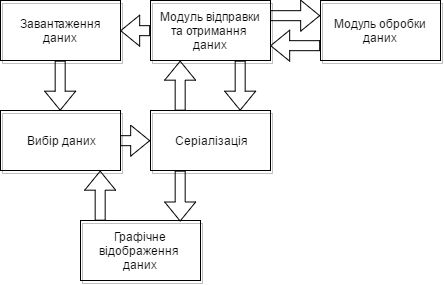 Завантаження
даних
Модуль відправки
та отримання
даних
Модуль обробки
даних
Вибір даних
Серіалізація
Графічне
відображення
даних